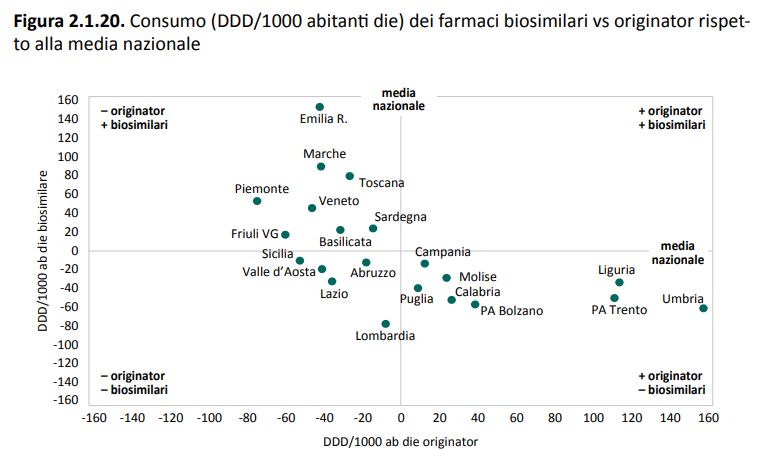 Figura 2.1.20. Consumo (DDD/1000 abitanti die) dei farmaci biosimilari vs originator rispet-
to alla media nazionale
media
nazionale
– originator
+ biosimilari
+ originator
+ biosimilari
DDD/1000 ab die biosimilare
160
140
120
100
80
60
40
20
0
-20
-40
-60
-80
-100
-120
-140
-160
Emilia R.
Marche
Toscana
Piemonte
Veneto
Sardegna
Friuli VG
Basilicata
Sicilia
Campania
media
nazionale
Valle d'Aosta
Abruzzo
Molise
Liguria
Lazio
Puglia
Calabria
PA Bolzano
PA Trento
Umbria
Lombardia
– originator
– biosimilari
+ originator
– biosimilari
-160 -140 -120 -100 -80 -60 -40 -20 0 20 40 60 80 100 120 140 160
DDD/1000 ab die originator